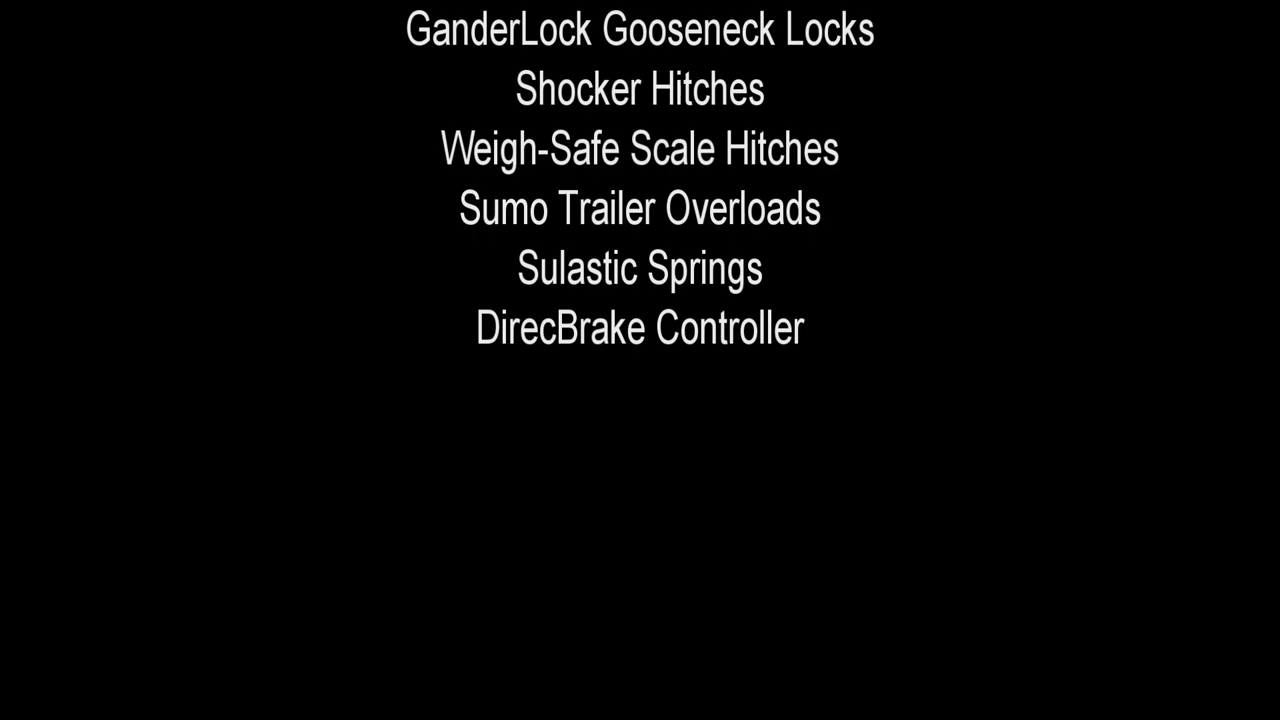 GanderLock Gooseneck Locks
Shocker Hitches
Weigh-Safe Scale Hitches
Sumo Trailer Overloads
Sulastic Springs
DirecBrake Controller